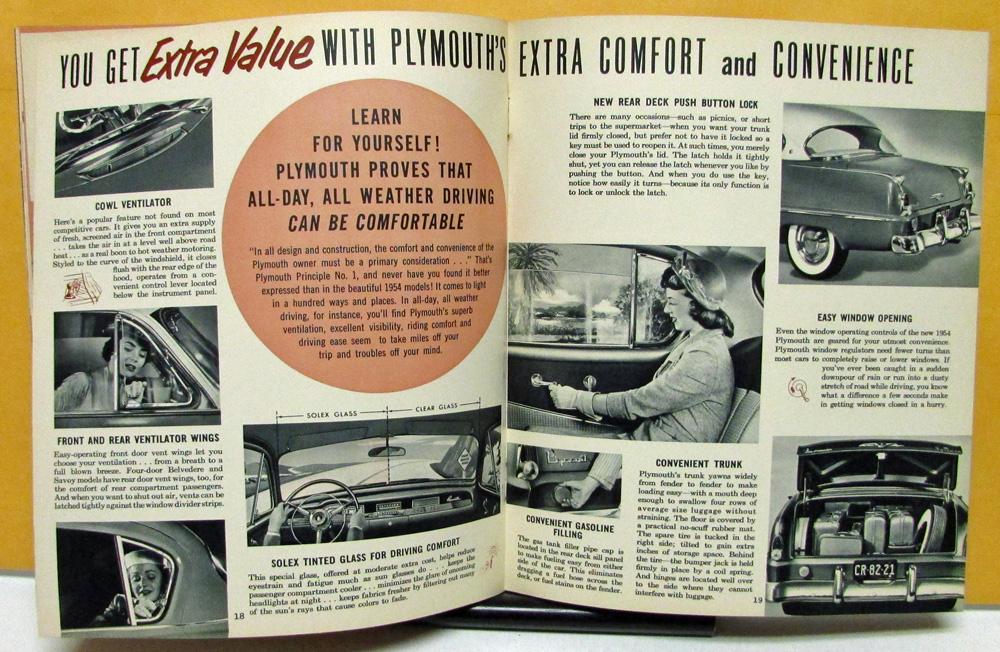 YOU GET Extra Value WITH PLYMOUTH'S EXTRA COMFORT and CONVENIENCE
COWL VENTILATOR
Here's a popular feature not found on most
competitive cars. It gives you an extra supply
of fresh, screened air in the front compartment
. . . takes the air in at a level well above road
heat . . . as a real boon to hot weather motoring.
Styled to the curve of the windshield, it closes
flush with the rear edge of the
hood, operates from a con-
venient control lever located
below the instrument panel.
FRONT AND REAR VENTILATOR WINGS
Easy-operating front door vent wings let you
choose your ventilation . . . from a breath to a
full blown breeze. Four-door Belvedere and
Savoy models have rear door vent wings, too, for
the comfort of rear compartment passengers.
And when you want to shut out air, vents can be
latched tightly against the window divider strips.
LEARN
FOR YOURSELF!
PLYMOUTH PROVES THAT
ALL-DAY, ALL WEATHER DRIVING
CAN BE COMFORTABLE
"In all design and construction, the comfort and convenience of the
Plymouth owner must be a primary consideration . . ." That's
Plymouth Principle No. 1, and never have you found it better
expressed than in the beautiful 1954 models! It comes to light
in a hundred ways and places. In all-day, all weather
driving, for instance, you'll find Plymouth's superb
ventilation, excellent visibility, riding comfort and
driving ease seem to take miles off your
trip and troubles off your mind.
SOLEX GLASS
CLEAR GLASS
SOLEX TINTED GLASS FOR DRIVING COMFORT
This special glass, offered at moderate extra cost, helps reduce
eyestrain and fatigue much as sun glasses do . . . keeps the
passenger compartment cooler . . . minimizes the glare of oncoming
headlights at night . . . keeps fabrics fresher by filtering out many
of the sun's rays that cause colors to fade.
18
NEW REAR DECK PUSH BUTTON LOCK
There are many occasions—such as picnics, or short
trips to the supermarket—when you want your trunk
lid firmly closed, but prefer not to have it locked so a
key must be used to reopen it. At such times, you merely
close your Plymouth's lid. The latch holds it tightly
shut, yet you can release the latch whenever you like by
pushing the button. And when you do use the key,
notice how easily it turns—because its only function is
to lock or unlock the latch.
EASY WINDOW OPENING
Even the window operating controls of the new 1954
Plymouth are geared for your utmost convenience.
Plymouth window regulators need fewer turns than
most cars to completely raise or lower windows. If
you've ever been caught in a sudden
downpour of rain or run into a dusty
stretch of road while driving, you know
what a difference a few seconds make
in getting windows closed in a hurry.
CONVENIENT GASOLINE
FILLING
The gas tank filler pipe cap is
located in the rear deck sill panel
to make fueling easy from either
side of the car. This eliminates
dragging a fuel hose across the
deck, or fuel stains on the fender.
CONVENIENT TRUNK
Plymouth's trunk yawns widely
from fender to fender to make
loading easy—with a mouth deep
enough to swallow four rows of
average size luggage without
straining. The floor is covered by
a practical no-scuff rubber mat.
The spare tire is tucked in the
right side; tilted to gain extra
inches of storage space. Behind
the tire—the bumper jack is held
firmly in place by a coil spring.
And hinges are located well over
to the side where they cannot
interfere with luggage.
CR-82-21
19